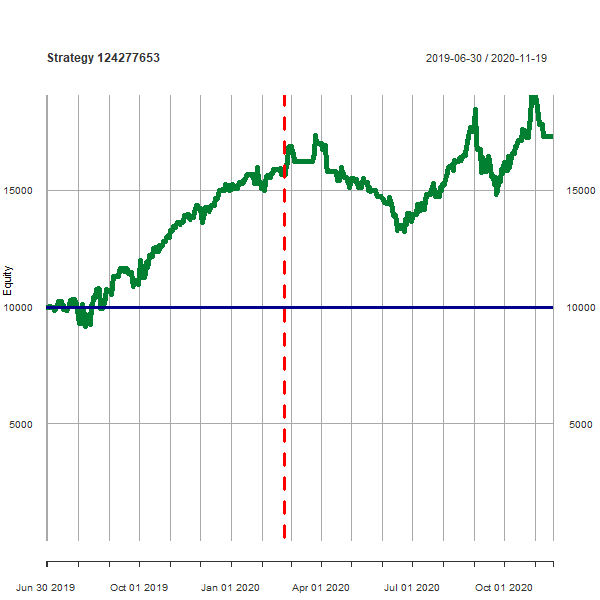 Strategy 124277653
2019-06-30 / 2020-11-19
15000
15000
Equity
10000
10000
5000
5000
Jun 30 2019
Oct 01 2019
Jan 01 2020
Apr 01 2020
Jul 01 2020
Oct 01 2020